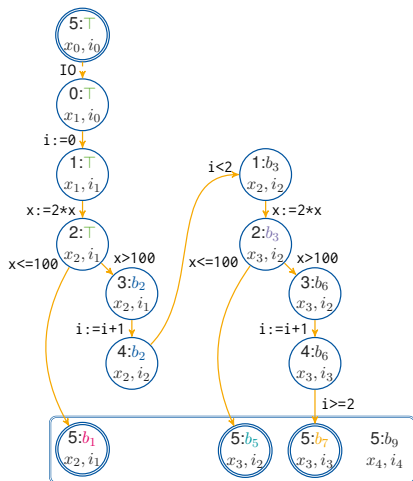 5:⊤
x₀, i₀
IO
0:⊤
x₁, i₀
i:=0
1:⊤
x₁, i₁
x:=2*x
2:⊤
x₂, i₁
x<=100
x>100
3:b₂
x₂, i₁
i:=i+1
4:b₂
x₂, i₂
i<2
1:b₃
x₂, i₂
x:=2*x
2:b₃
x₃, i₂
x<=100
x>100
3:b₆
x₃, i₂
i:=i+1
4:b₆
x₃, i₃
i>=2
5:b₁
x₂, i₁
5:b₅
x₃, i₂
5:b₇
x₃, i₃
5:b₉
x₄, i₄